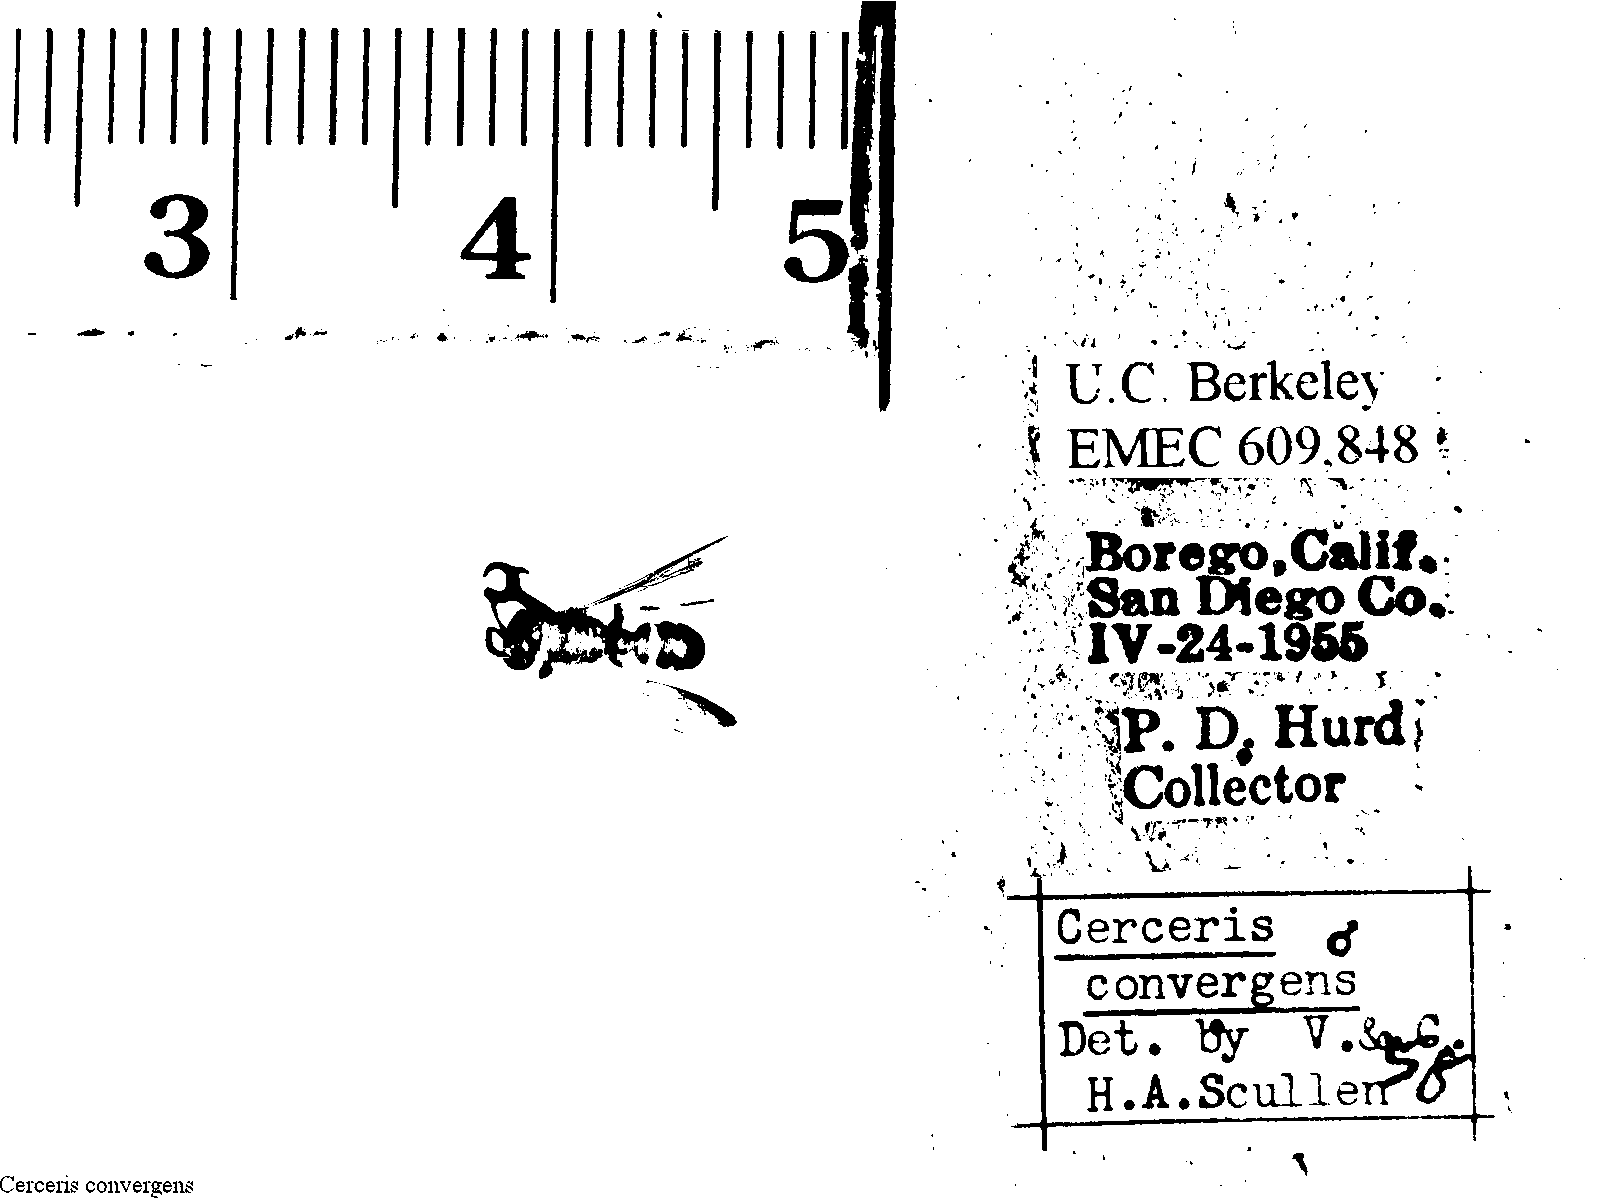 3 4 5
U.C. Berkeley
EMEC 609,848
Borego, Calif.
San Diego Co.
IV-24-1955
P. D. Hurd
Collector
Cerceris ♂
convergens
Det. by V.
H.A.Scullen
Cerceris convergens